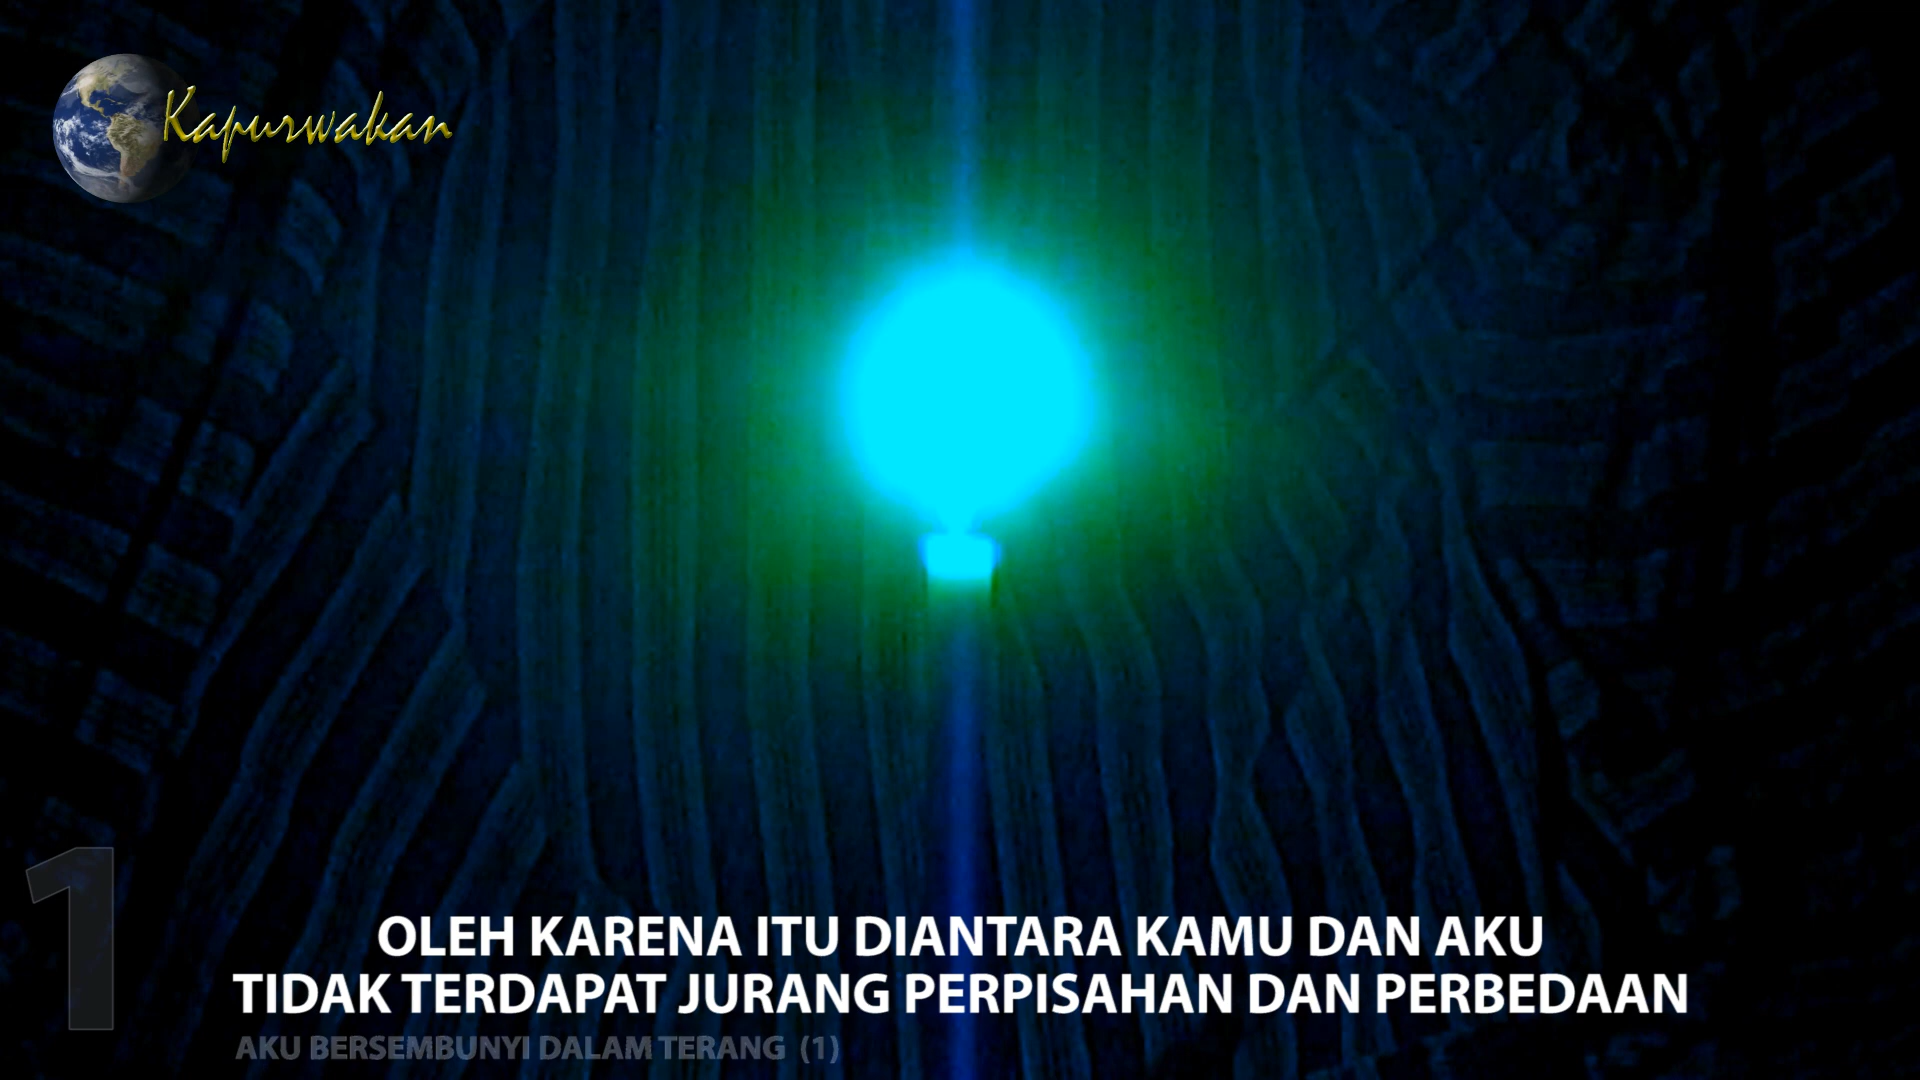 Kapurwakan
1
OLEH KARENA ITU DIANTARA KAMU DAN AKU
TIDAK TERDAPAT JURANG PERPISAHAN DAN PERBEDAAN
AKU BERSEMBUNYI DALAM TERANG (1)